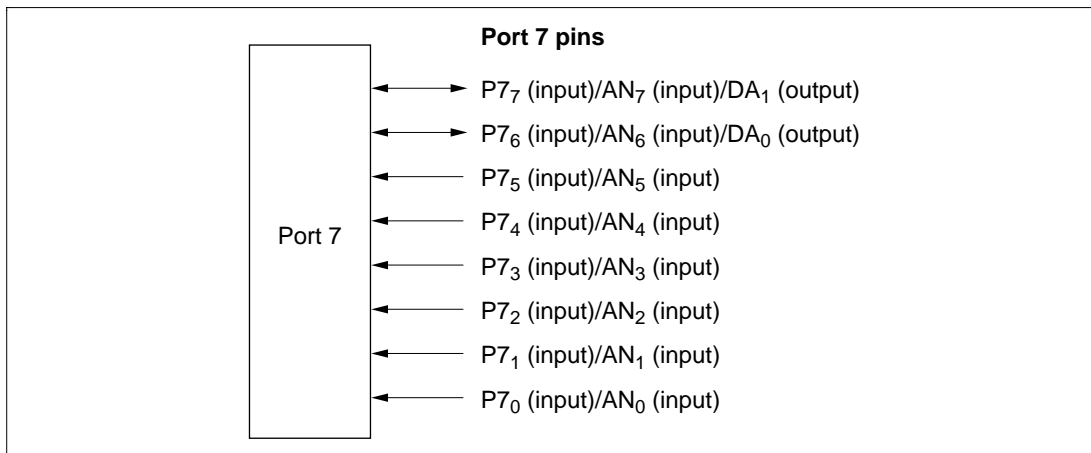 Port 7 pins
P7₇ (input)/AN₇ (input)/DA₁ (output)
P7₆ (input)/AN₆ (input)/DA₀ (output)
P7₅ (input)/AN₅ (input)
P7₄ (input)/AN₄ (input)
Port 7
P7₃ (input)/AN₃ (input)
P7₂ (input)/AN₂ (input)
P7₁ (input)/AN₁ (input)
P7₀ (input)/AN₀ (input)